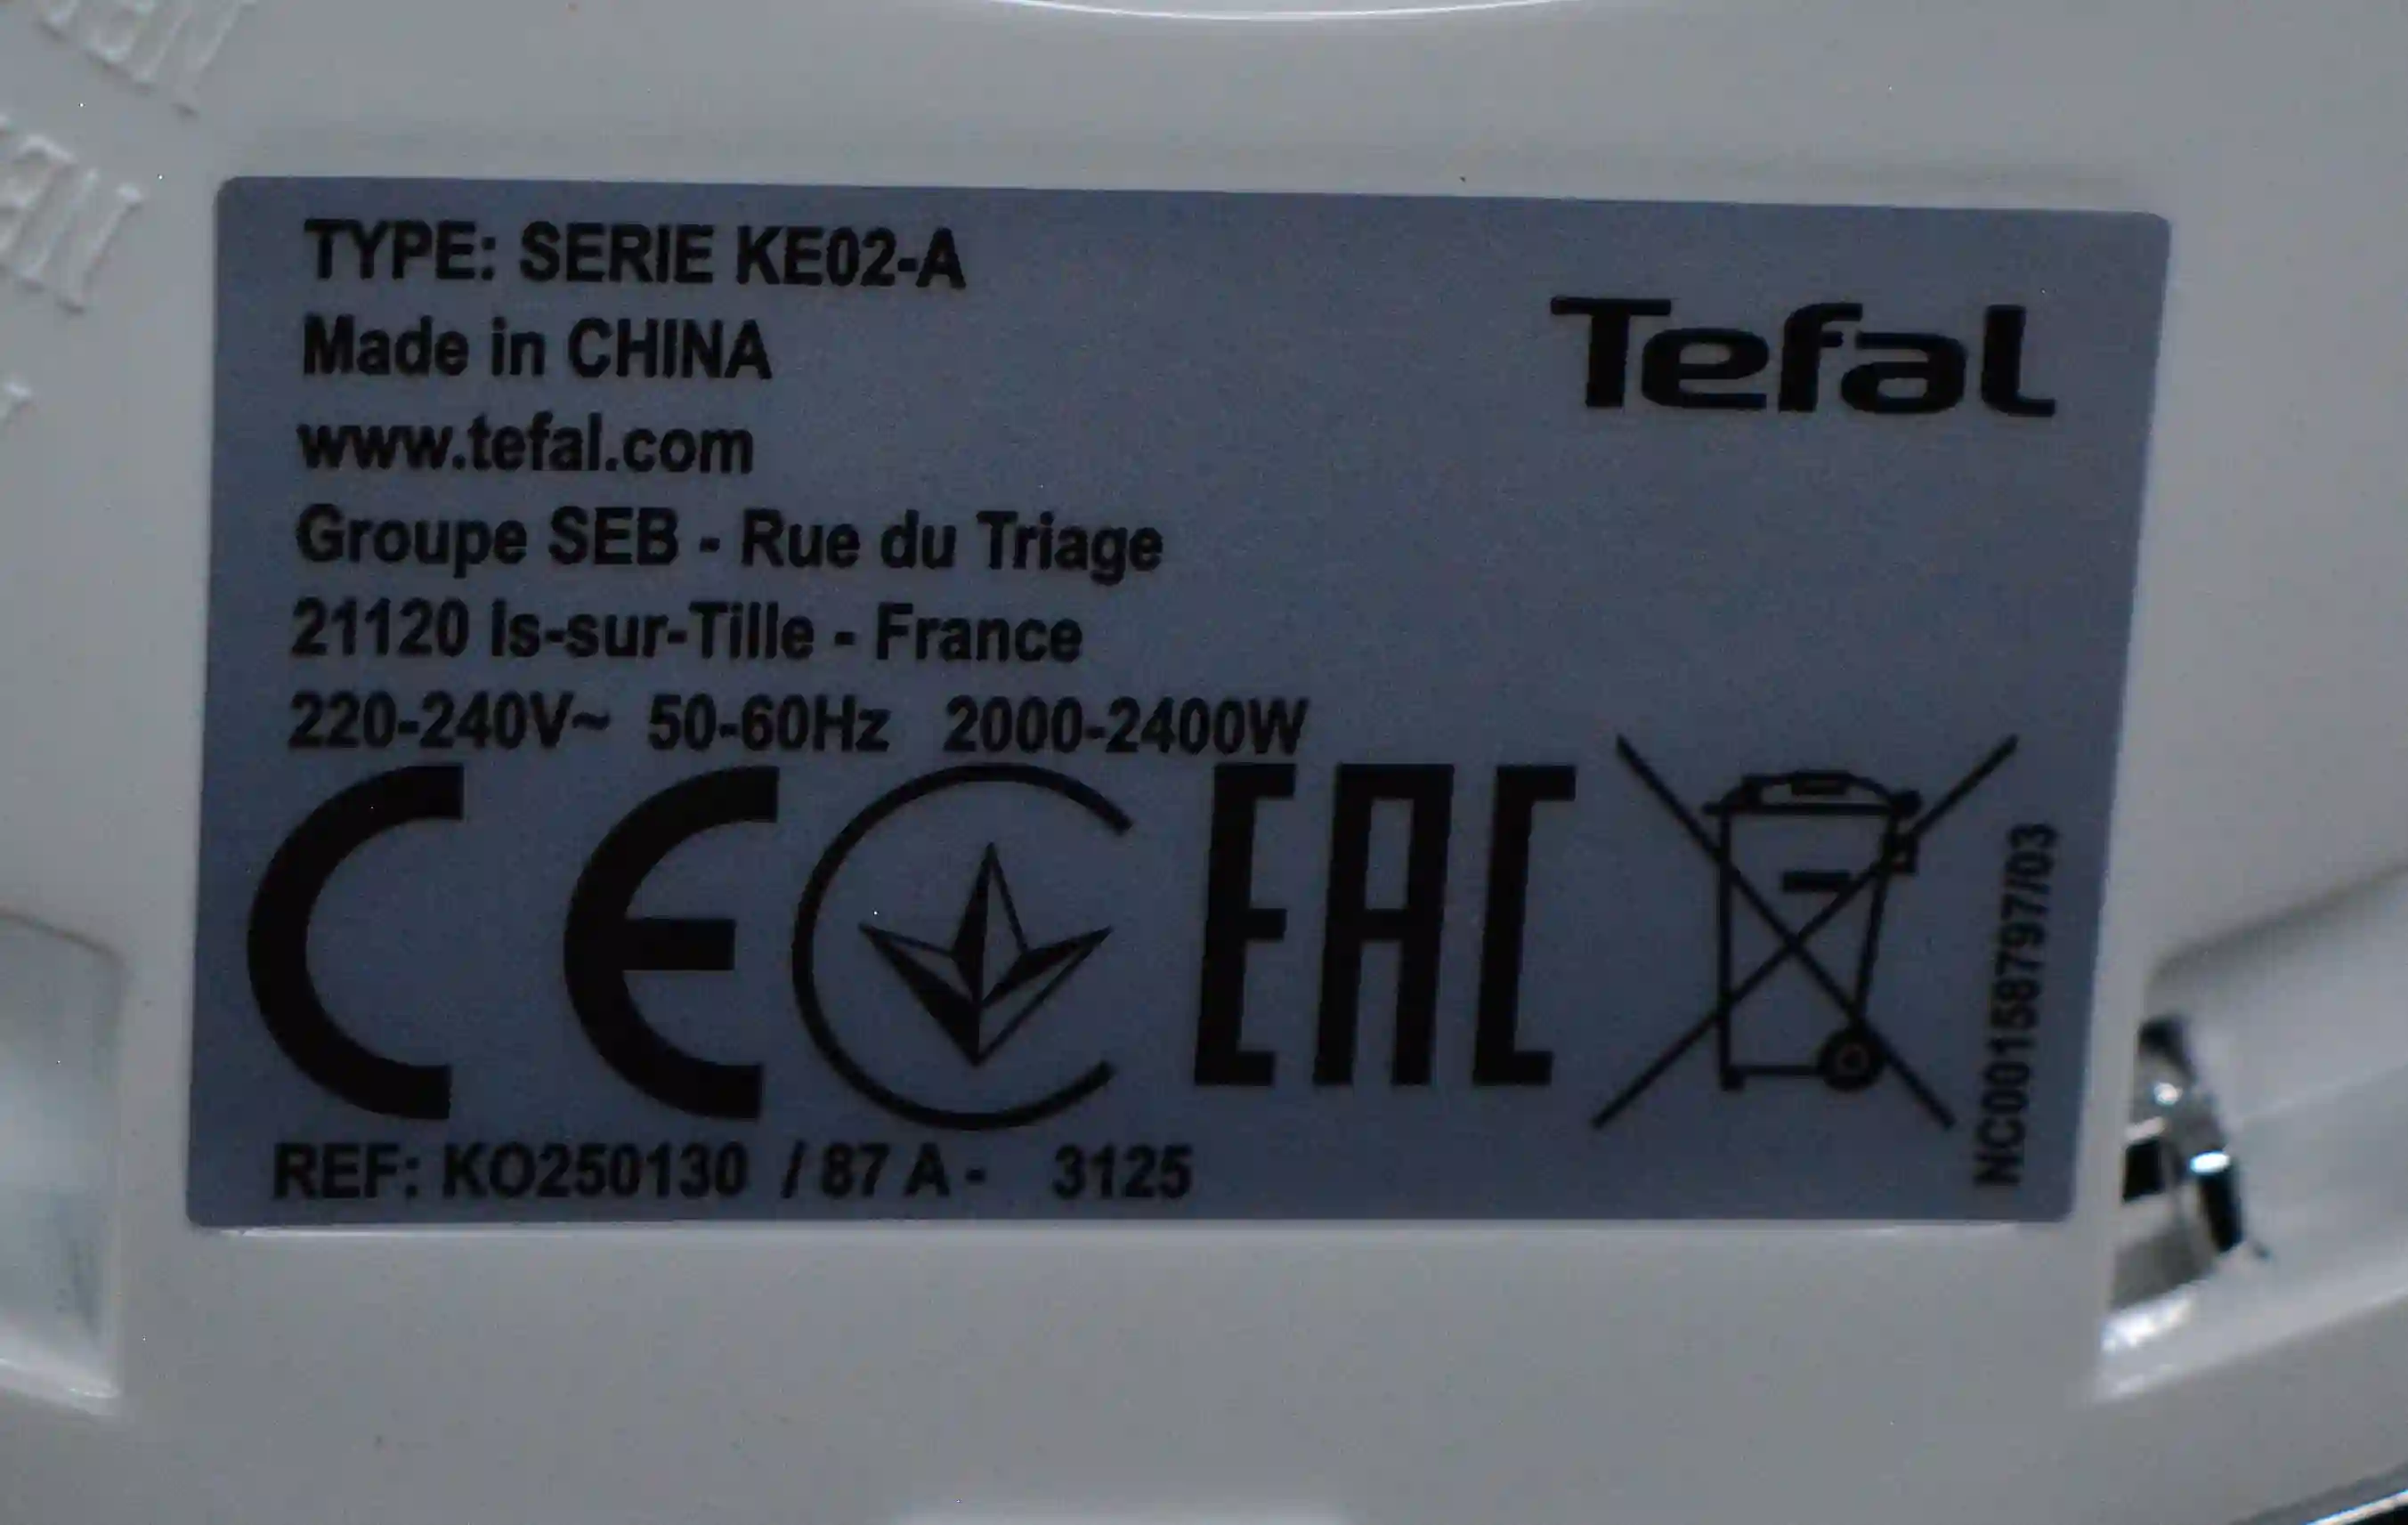 TYPE: SERIE KE02-A
Made in CHINA
www.tefal.com
Groupe SEB - Rue du Triage
21120 Is-sur-Tille - France
220-240V~ 50-60Hz 2000-2400W
Tefal
CE
EAC
NC00158797/03
REF: KO250130 / 87 A - 3125